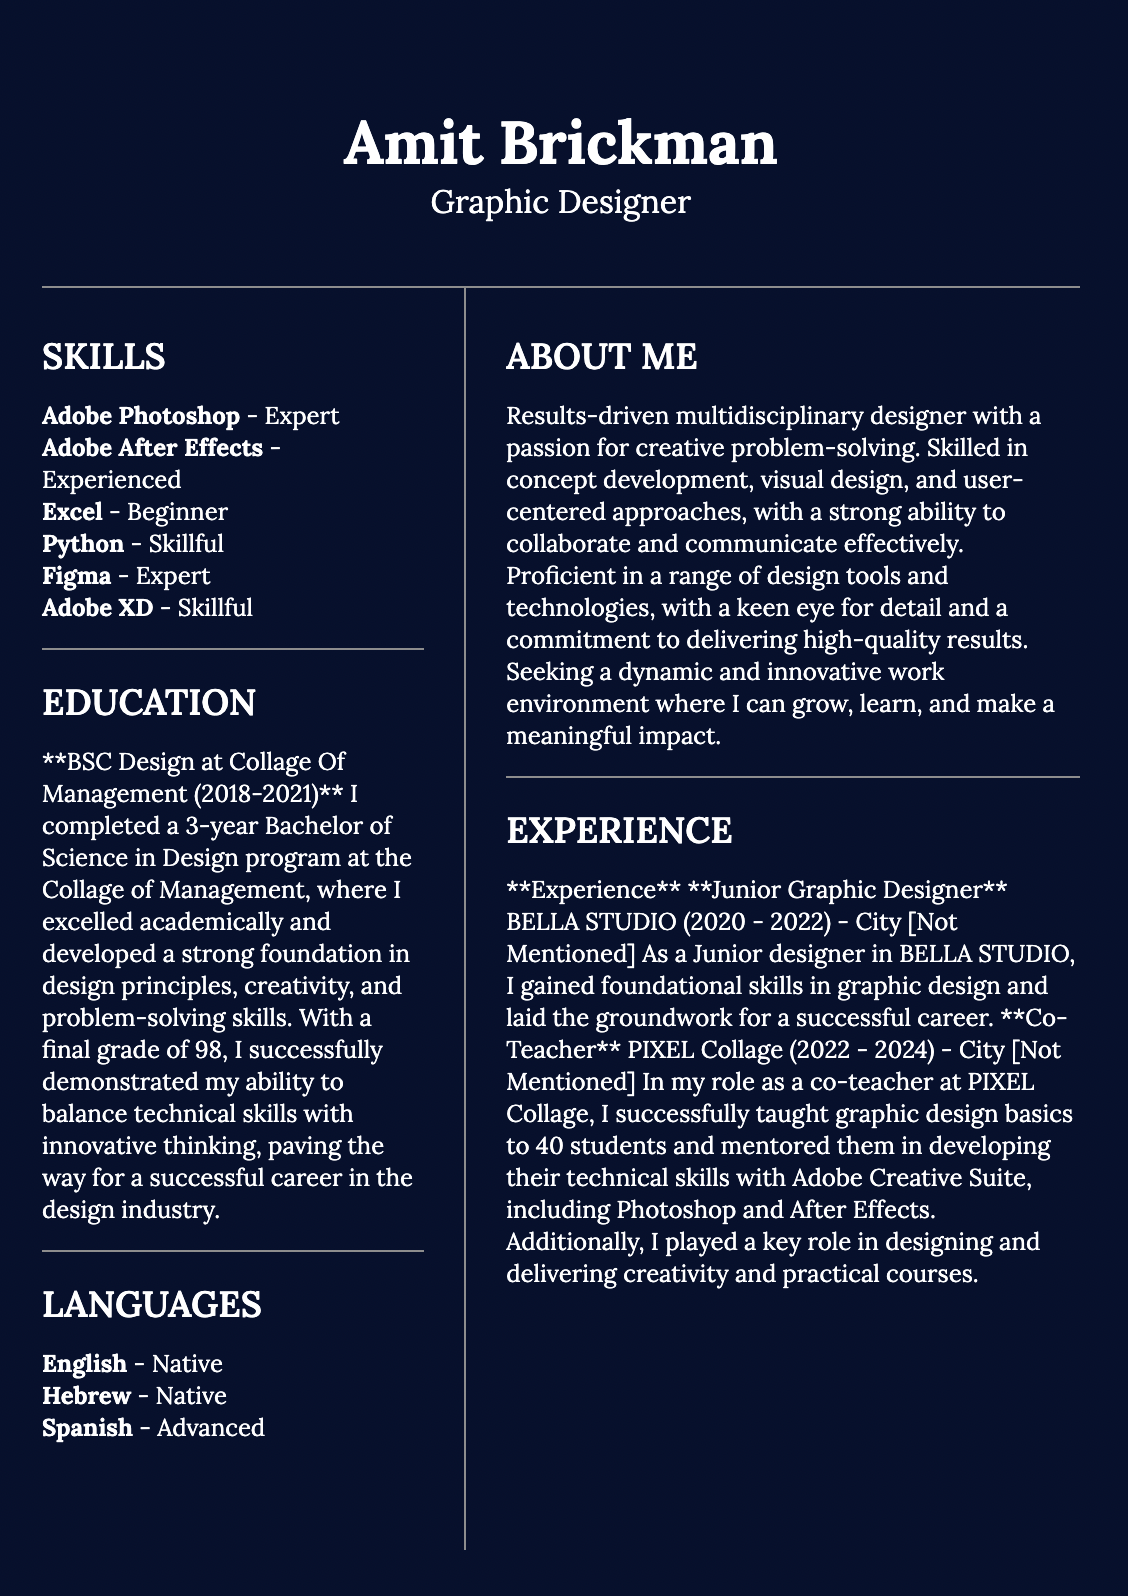 Amit Brickman
Graphic Designer
SKILLS
Adobe Photoshop - Expert
Adobe After Effects -
Experienced
Excel - Beginner
Python - Skillful
Figma - Expert
Adobe XD - Skillful
EDUCATION
**BSC Design at Collage Of
Management (2018-2021)** I
completed a 3-year Bachelor of
Science in Design program at the
Collage of Management, where I
excelled academically and
developed a strong foundation in
design principles, creativity, and
problem-solving skills. With a
final grade of 98, I successfully
demonstrated my ability to
balance technical skills with
innovative thinking, paving the
way for a successful career in the
design industry.
LANGUAGES
English - Native
Hebrew - Native
Spanish - Advanced
ABOUT ME
Results-driven multidisciplinary designer with a
passion for creative problem-solving. Skilled in
concept development, visual design, and user-
centered approaches, with a strong ability to
collaborate and communicate effectively.
Proficient in a range of design tools and
technologies, with a keen eye for detail and a
commitment to delivering high-quality results.
Seeking a dynamic and innovative work
environment where I can grow, learn, and make a
meaningful impact.
EXPERIENCE
**Experience** **Junior Graphic Designer**
BELLA STUDIO (2020 - 2022) - City [Not
Mentioned] As a Junior designer in BELLA STUDIO,
I gained foundational skills in graphic design and
laid the groundwork for a successful career. **Co-
Teacher** PIXEL Collage (2022 - 2024) - City [Not
Mentioned] In my role as a co-teacher at PIXEL
Collage, I successfully taught graphic design basics
to 40 students and mentored them in developing
their technical skills with Adobe Creative Suite,
including Photoshop and After Effects.
Additionally, I played a key role in designing and
delivering creativity and practical courses.